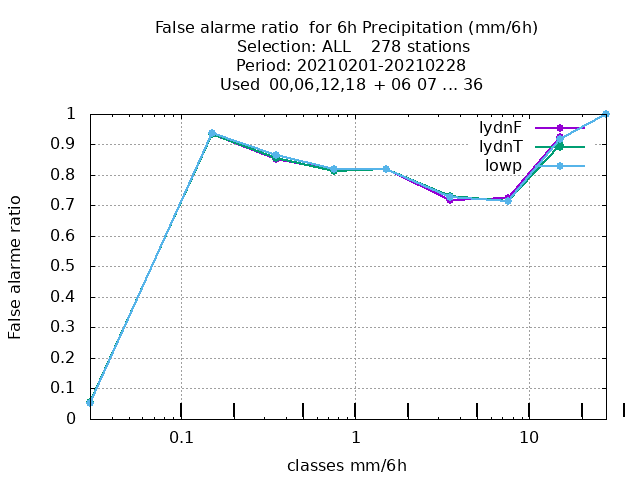 False alarme ratio  for 6h Precipitation (mm/6h)
Selection: ALL    278 stations
Period: 20210201-20210228
Used  00,06,12,18  + 06 07 ... 36
1
0.9
0.8
0.7
0.6
0.5
0.4
0.3
0.2
0.1
0
False alarme ratio
lydnF
lydnT
lowp
0.1
1
10
classes mm/6h